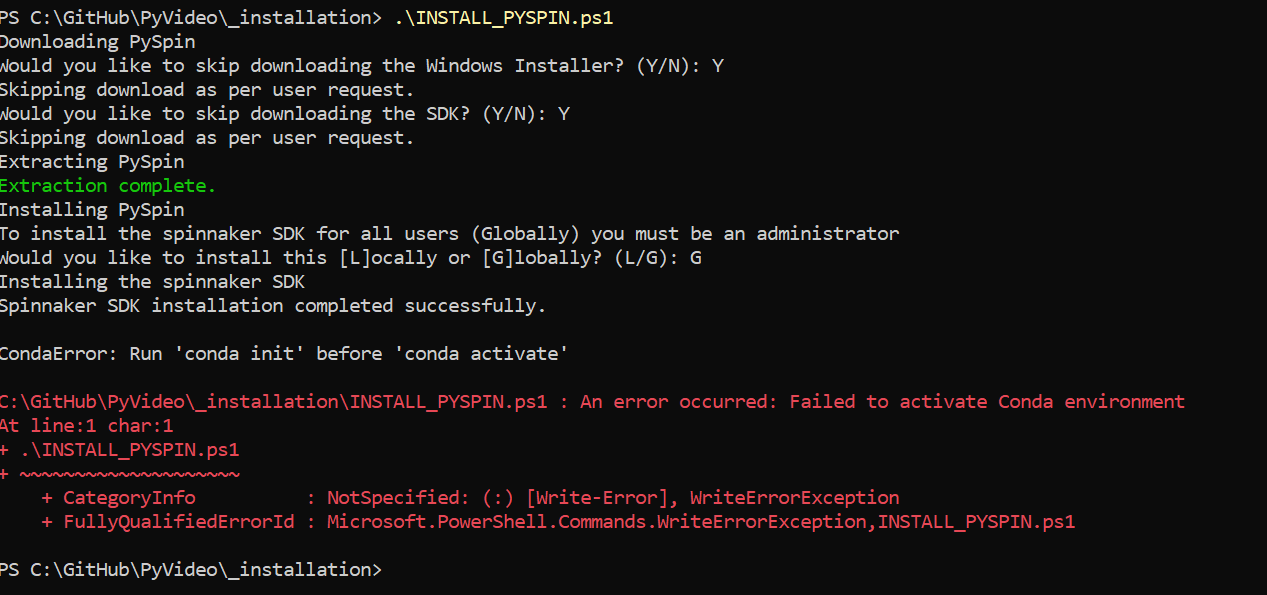 PS C:\GitHub\PyVideo\_installation> .\INSTALL_PYSPIN.ps1
Downloading PySpin
Would you like to skip downloading the Windows Installer? (Y/N): Y
Skipping download as per user request.
Would you like to skip downloading the SDK? (Y/N): Y
Skipping download as per user request.
Extracting PySpin
Extraction complete.
Installing PySpin
To install the spinnaker SDK for all users (Globally) you must be an administrator
Would you like to install this [L]ocally or [G]lobally? (L/G): G
Installing the spinnaker SDK
Spinnaker SDK installation completed successfully.
CondaError: Run 'conda init' before 'conda activate'
C:\GitHub\PyVideo\_installation\INSTALL_PYSPIN.ps1 : An error occurred: Failed to activate Conda environment
At line:1 char:1
+ .\INSTALL_PYSPIN.ps1
+ ~~~~~~~~~~~~~~~~~~~~
+ CategoryInfo          : NotSpecified: (:) [Write-Error], WriteErrorException
+ FullyQualifiedErrorId : Microsoft.PowerShell.Commands.WriteErrorException,INSTALL_PYSPIN.ps1
PS C:\GitHub\PyVideo\_installation>